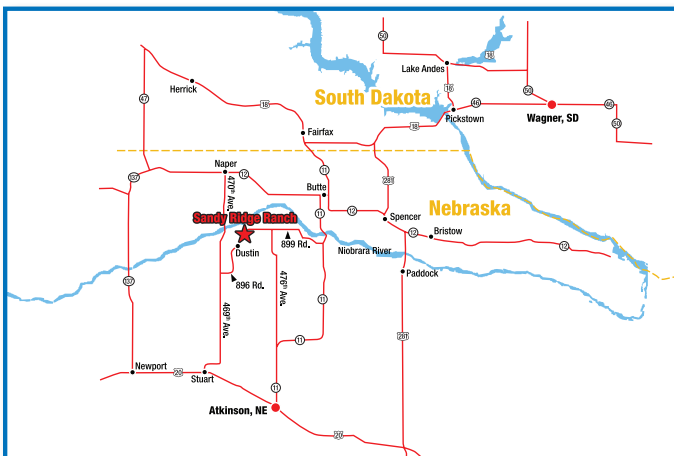 50
18
Lake Andes
50
47
Herrick
South Dakota
18
46
46
18
Pickstown
Wagner, SD
50
18
Fairfax
Naper
11
281
137
12
470th Ave.
Butte
Nebraska
Sandy Ridge Ranch
11
12
Spencer
12
Bristow
12
899 Rd.
Dustin
Niobrara River
Paddock
137
896 Rd.
476th Ave.
11
469th Ave.
281
11
Newport
20
Stuart
11
Atkinson, NE
20